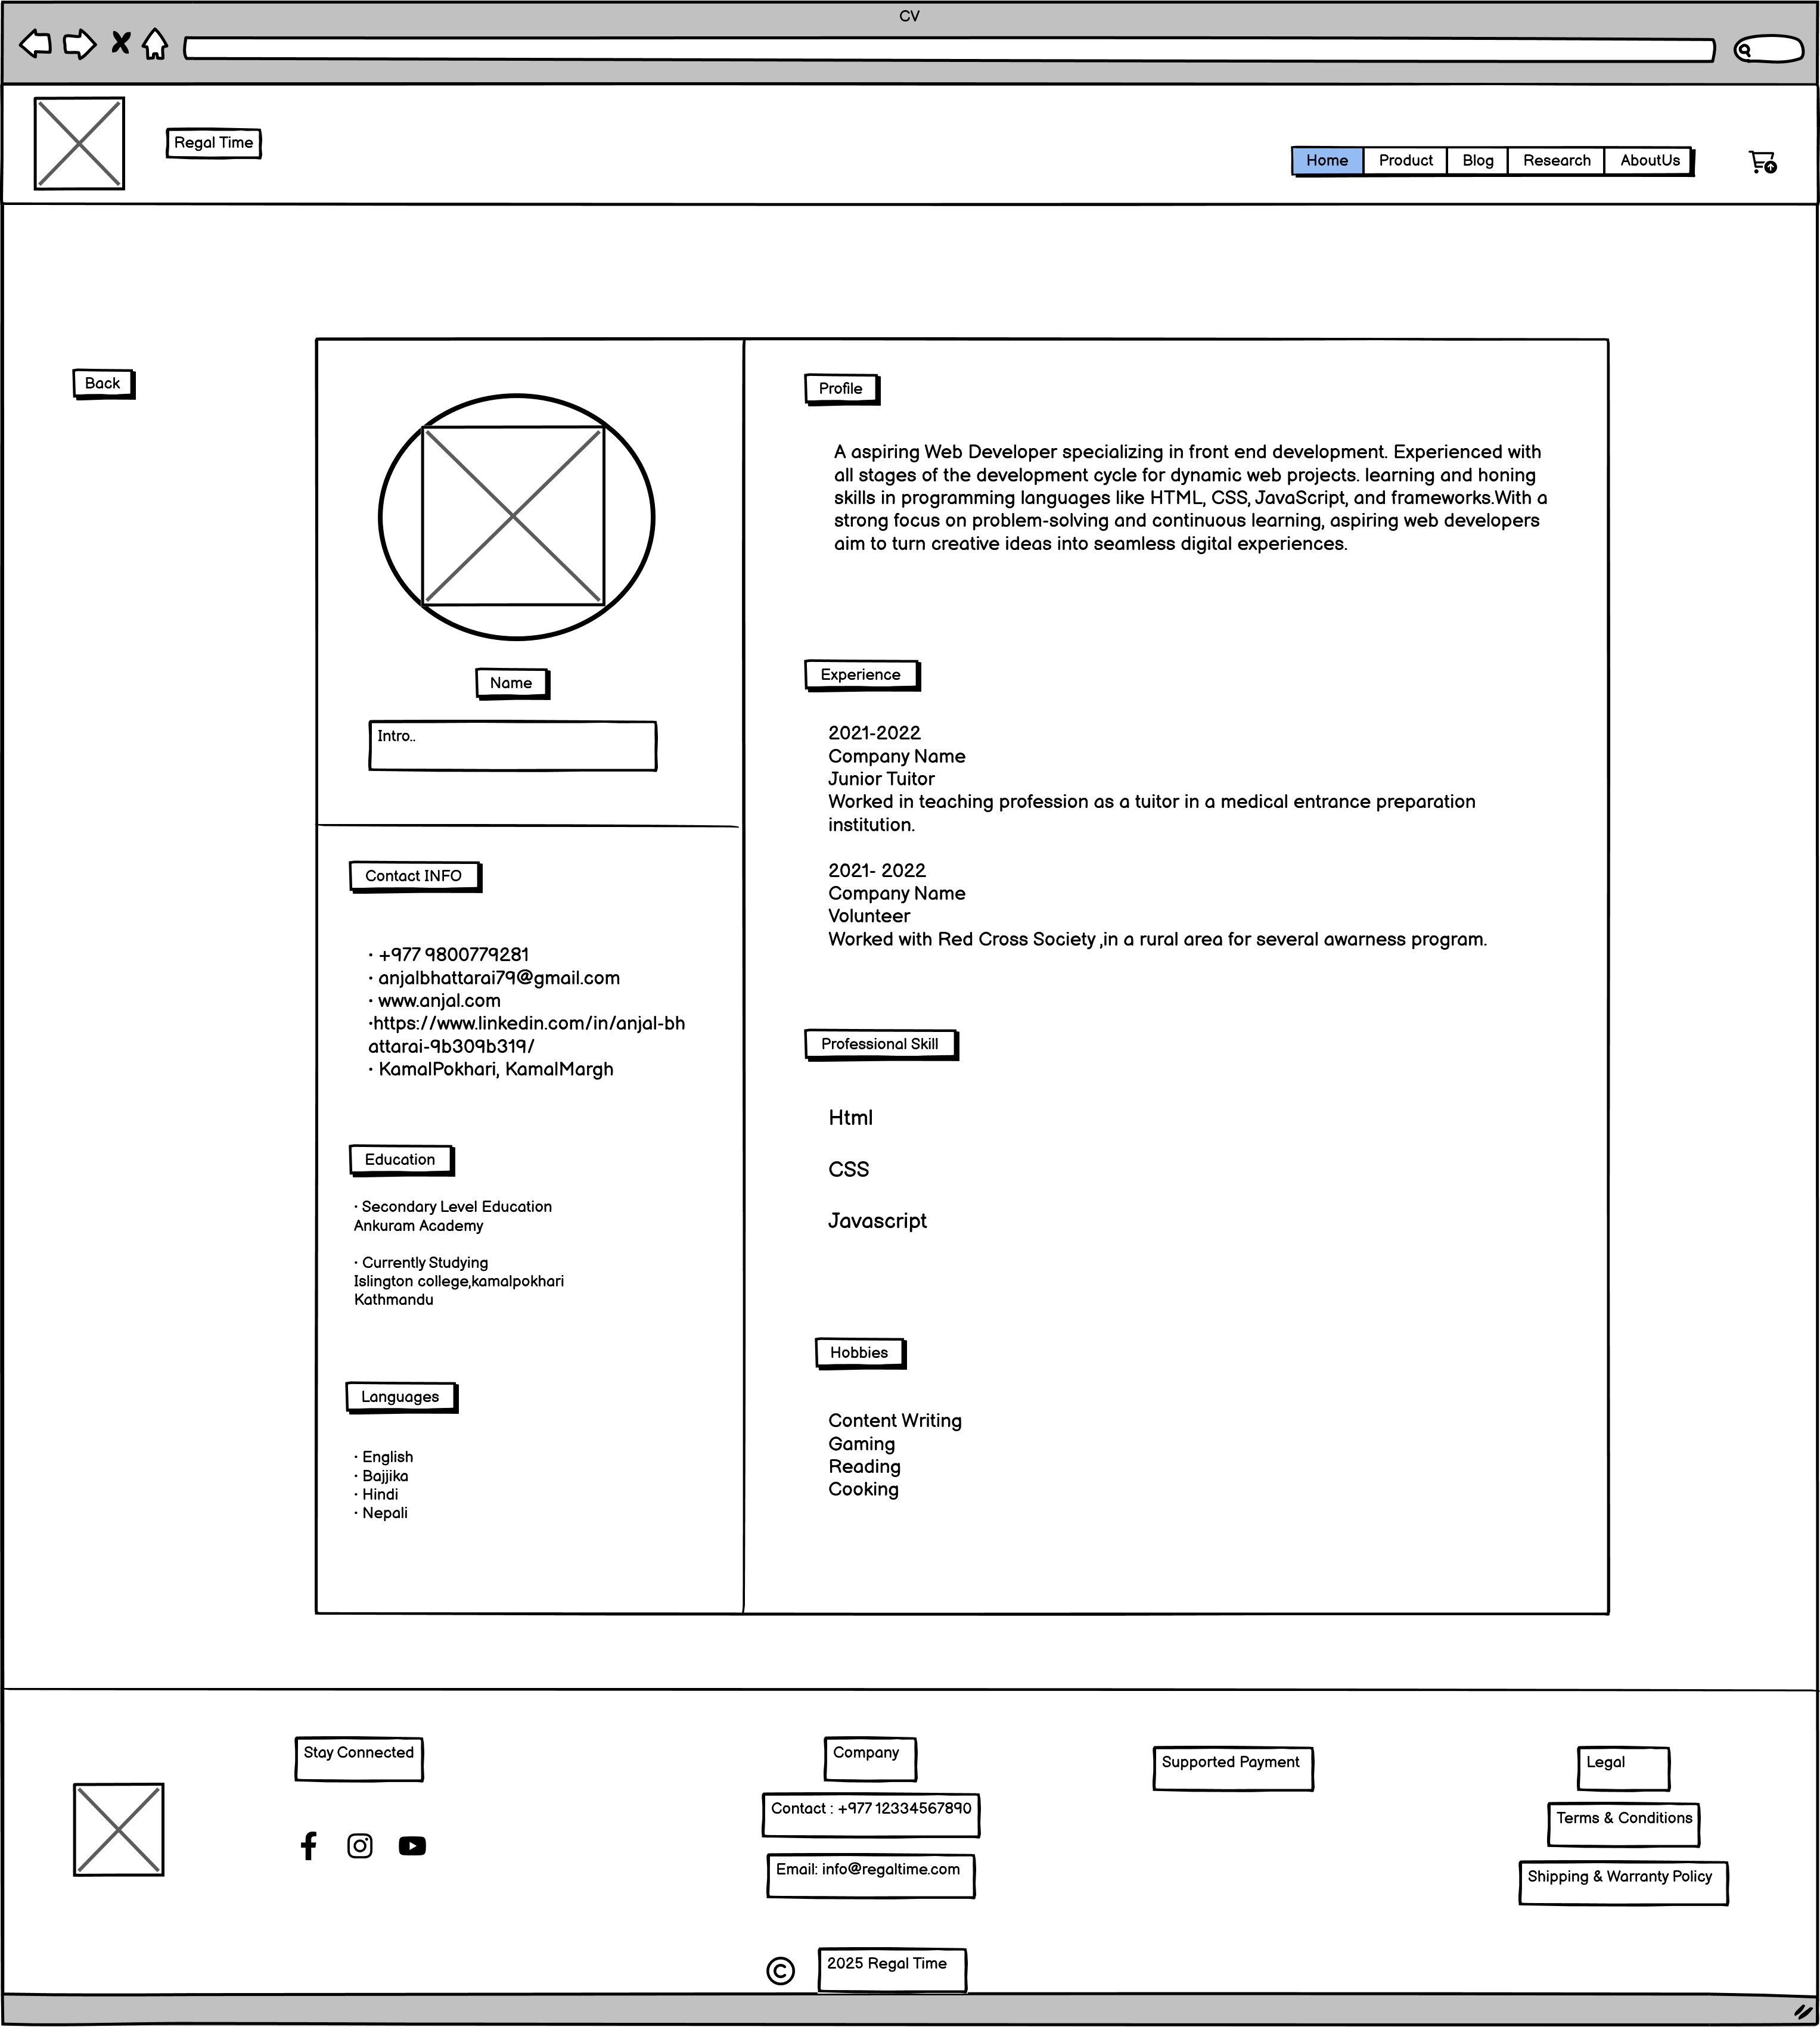 CV
Regal Time
Home Product Blog Research AboutUs
Back
Name
Intro..
Contact INFO
· +977 9800779281
· anjalbhattarai79@gmail.com
· www.anjal.com
·https://www.linkedin.com/in/anjal-bh
attarai-9b309b319/
· KamalPokhari, KamalMargh
Education
· Secondary Level Education
Ankuram Academy
· Currently Studying
Islington college,kamalpokhari
Kathmandu
Languages
· English
· Bajjika
· Hindi
· Nepali
Profile
A aspiring Web Developer specializing in front end development. Experienced with
all stages of the development cycle for dynamic web projects. learning and honing
skills in programming languages like HTML, CSS, JavaScript, and frameworks.With a
strong focus on problem-solving and continuous learning, aspiring web developers
aim to turn creative ideas into seamless digital experiences.
Experience
2021-2022
Company Name
Junior Tuitor
Worked in teaching profession as a tuitor in a medical entrance preparation
institution.
2021- 2022
Company Name
Volunteer
Worked with Red Cross Society ,in a rural area for several awarness program.
Professional Skill
Html
CSS
Javascript
Hobbies
Content Writing
Gaming
Reading
Cooking
Stay Connected
Company
Contact : +977 12334567890
Email: info@regaltime.com
Supported Payment
Legal
Terms & Conditions
Shipping & Warranty Policy
© 2025 Regal Time